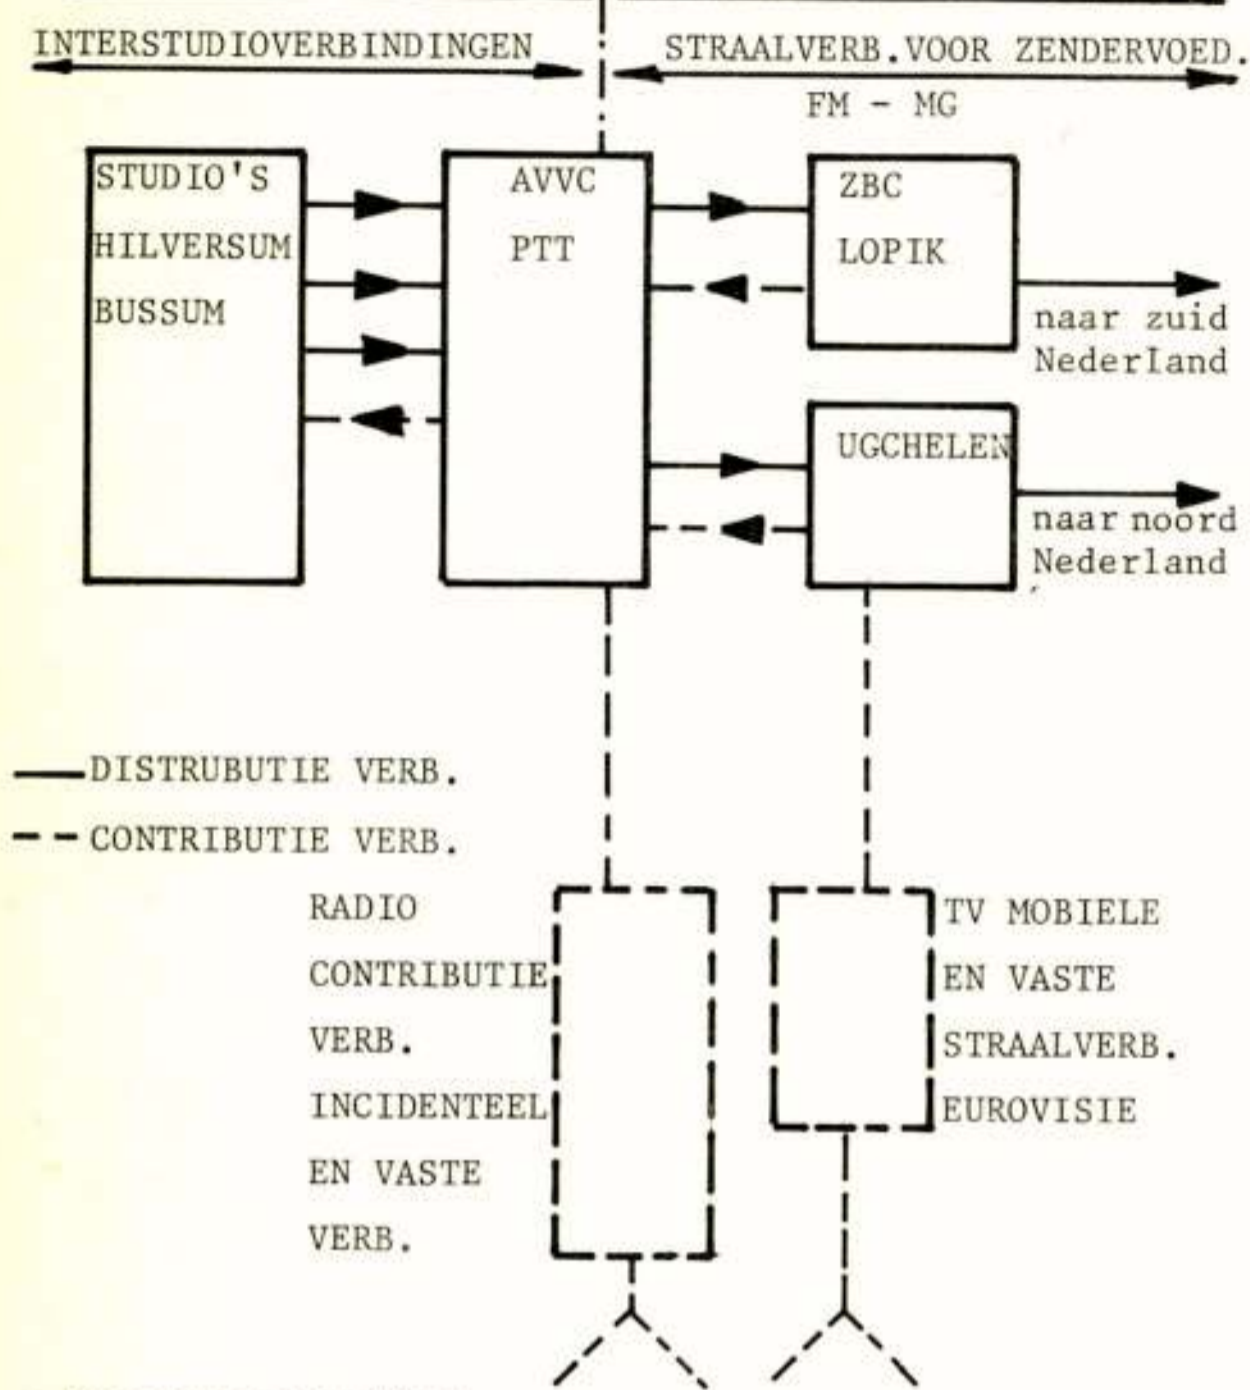 INTERSTUDIOVERBINDINGEN
STRAALVERB.VOOR ZENDERVOED.
FM - MG
STUDIO'S
HILVERSUM
BUSSUM
AVVC
PTT
ZBC
LOPIK
naar zuid
Nederland
UGCHELEN
naar noord
Nederland
DISTRUBUTIE VERB.
CONTRIBUTIE VERB.
RADIO
CONTRIBUTIE
VERB.
INCIDENTEEL
EN VASTE
VERB.
TV MOBIELE
EN VASTE
STRAALVERB.
EUROVISIE